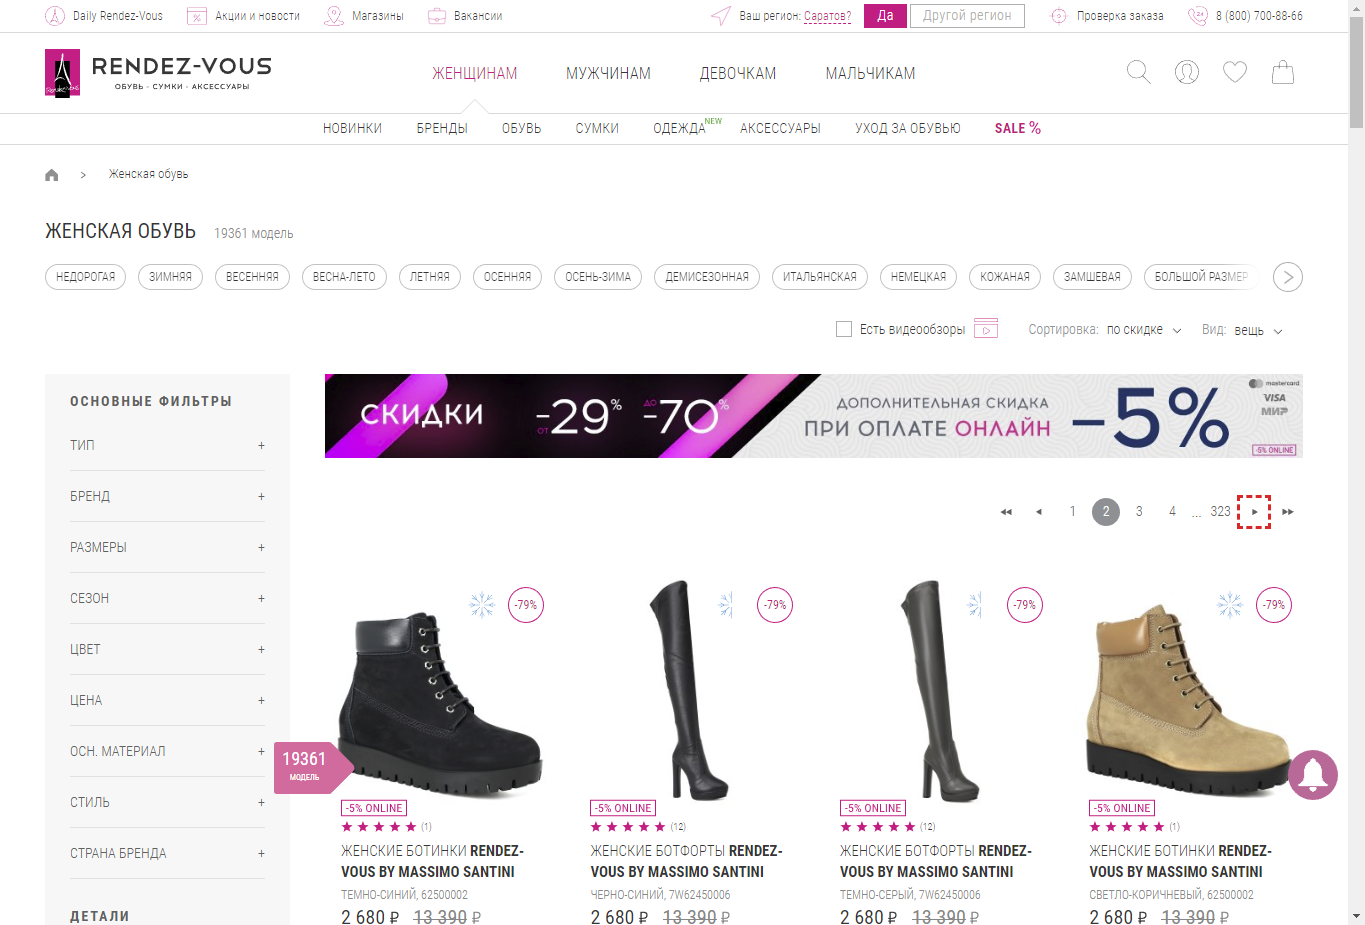 Daily Rendez-Vous Акции и новости Магазины Вакансии Ваш регион: Саратов? Да Другой регион Проверка заказа 8 (800) 700-88-66
RENDEZ-VOUS
ОБУВЬ · СУМКИ · АКСЕССУАРЫ
ЖЕНЩИНАМ МУЖЧИНАМ ДЕВОЧКАМ МАЛЬЧИКАМ
НОВИНКИ БРЕНДЫ ОБУВЬ СУМКИ ОДЕЖДА NEW АКСЕССУАРЫ УХОД ЗА ОБУВЬЮ SALE %
> Женская обувь
ЖЕНСКАЯ ОБУВЬ 19361 модель
НЕДОРОГАЯ ЗИМНЯЯ ВЕСЕННЯЯ ВЕСНА-ЛЕТО ЛЕТНЯЯ ОСЕННЯЯ ОСЕНЬ-ЗИМА ДЕМИСЕЗОННАЯ ИТАЛЬЯНСКАЯ НЕМЕЦКАЯ КОЖАНАЯ ЗАМШЕВАЯ БОЛЬШОЙ РАЗМЕР
Есть видеообзоры Сортировка: по скидке Вид: вещь
ОСНОВНЫЕ ФИЛЬТРЫ
ТИП +
БРЕНД +
РАЗМЕРЫ +
СЕЗОН +
ЦВЕТ +
ЦЕНА +
ОСН. МАТЕРИАЛ +
СТИЛЬ +
СТРАНА БРЕНДА +
ДЕТАЛИ
19361
МОДЕЛЬ
СКИДКИ ОТ -29% ДО -70%
ДОПОЛНИТЕЛЬНАЯ СКИДКА
ПРИ ОПЛАТЕ ОНЛАЙН
-5%
mastercard
VISA
МИР
-5% ONLINE
1 2 3 4 ... 323
-79% -79% -79% -79%
-5% ONLINE -5% ONLINE -5% ONLINE -5% ONLINE
(1) (12) (12) (1)
ЖЕНСКИЕ БОТИНКИ RENDEZ-
VOUS BY MASSIMO SANTINI
ТЕМНО-СИНИЙ, 62500002
2 680 ₽ 13 390 ₽
ЖЕНСКИЕ БОТФОРТЫ RENDEZ-
VOUS BY MASSIMO SANTINI
ЧЕРНО-СИНИЙ, 7W62450006
2 680 ₽ 13 390 ₽
ЖЕНСКИЕ БОТФОРТЫ RENDEZ-
VOUS BY MASSIMO SANTINI
ТЕМНО-СЕРЫЙ, 7W62450006
2 680 ₽ 13 390 ₽
ЖЕНСКИЕ БОТИНКИ RENDEZ-
VOUS BY MASSIMO SANTINI
СВЕТЛО-КОРИЧНЕВЫЙ, 62500002
2 680 ₽ 13 390 ₽